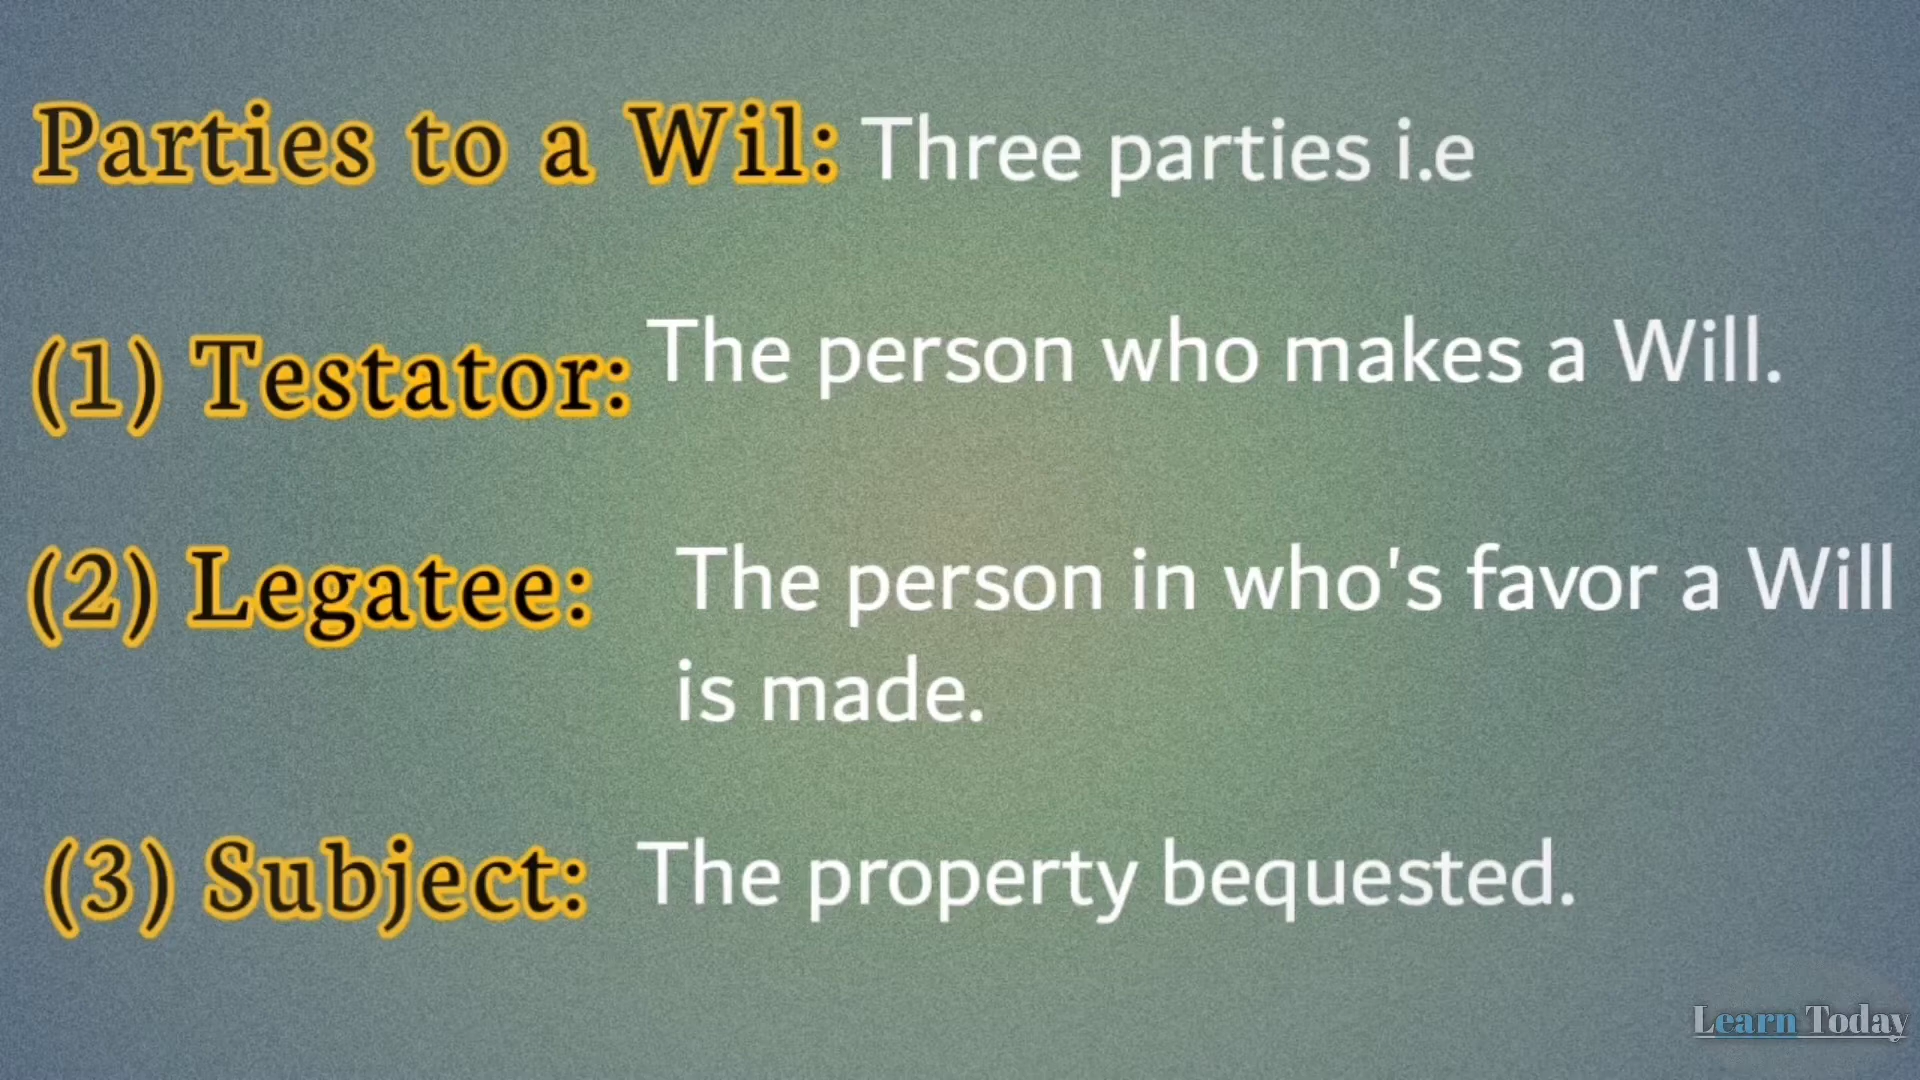 Parties to a Wil: Three parties i.e
(1) Testator: The person who makes a Will.
(2) Legatee: The person in who's favor a Will
is made.
(3) Subject: The property bequested.
Learn Today